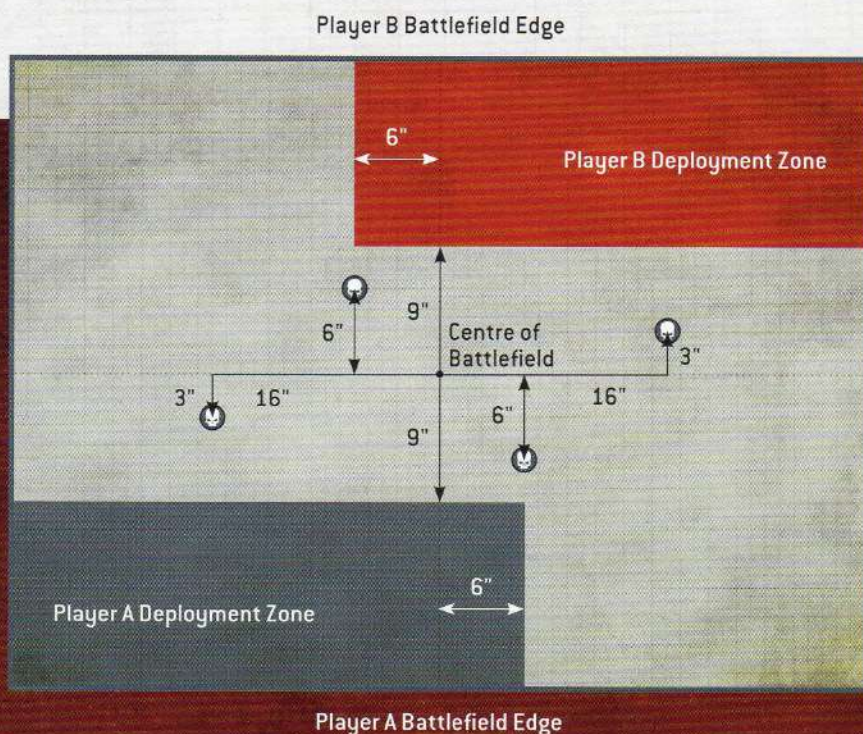 Player B Battlefield Edge
6"
Player B Deployment Zone
9"
6"
Centre of
Battlefield
3"
3"
16"
6"
16"
9"
6"
Player A Deployment Zone
Player A Battlefield Edge